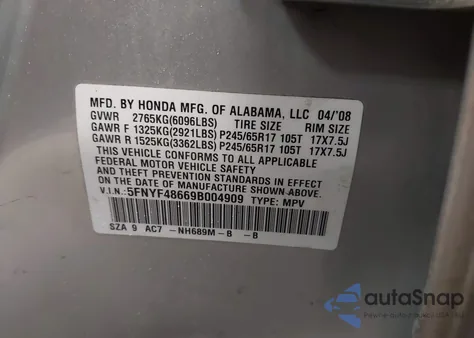 MFD. BY HONDA MFG. OF ALABAMA, LLC 04/'08
GVWR 2765KG(6096LBS) TIRE SIZE RIM SIZE
GAWR F 1325KG(2921LBS) P245/65R17 105T 17X7.5J
GAWR R 1525KG(3362LBS) P245/65R17 105T 17X7.5J
THIS VEHICLE CONFORMS TO ALL APPLICABLE
FEDERAL MOTOR VEHICLE SAFETY
AND THEFT PREVENTION STANDARDS IN EFFECT
ON THE DATE OF MANUFACTURE SHOWN ABOVE.
V.I.N.: 5FNYF48669B004909 TYPE: MPV
SZA 9 AC7 -NH689M-B -B
autoSnap